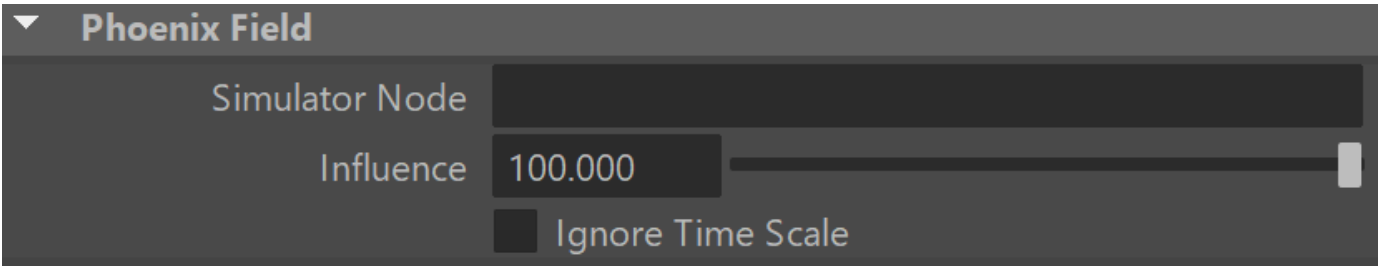 Phoenix Field
Simulator Node
Influence 100.000
Ignore Time Scale